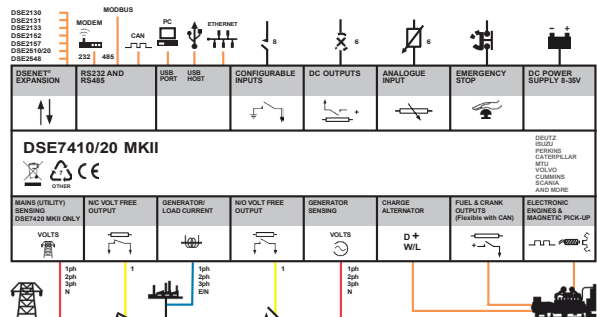 DSE2130
DSE2131
DSE2133
DSE2152
DSE2157
DSE2510/20
DSE2548
MODEM
232
MODBUS
485
CAN
PC
ETHERNET
8
6
6
DSENET®
EXPANSION
RS232 AND
RS485
USB
PORT
USB
HOST
CONFIGURABLE
INPUTS
DC OUTPUTS
ANALOGUE
INPUT
EMERGENCY
STOP
DC POWER
SUPPLY 8-35V
DSE7410/20 MKII
7
OTHER
CE
DEUTZ
ISUZU
PERKINS
CATERPILLAR
MTU
VOLVO
CUMMINS
SCANIA
AND MORE
MAINS (UTILITY)
SENSING
DSE7420 MKII ONLY
VOLTS
N/C VOLT FREE
OUTPUT
GENERATOR/
LOAD CURRENT
N/O VOLT FREE
OUTPUT
GENERATOR
SENSING
VOLTS
CHARGE
ALTERNATOR
D+
W/L
FUEL & CRANK
OUTPUTS
(Flexible with CAN)
ELECTRONIC
ENGINES &
MAGNETIC PICK-UP
1ph
2ph
3ph
N
1
1ph
2ph
3ph
E/N
1
1ph
2ph
3ph
N